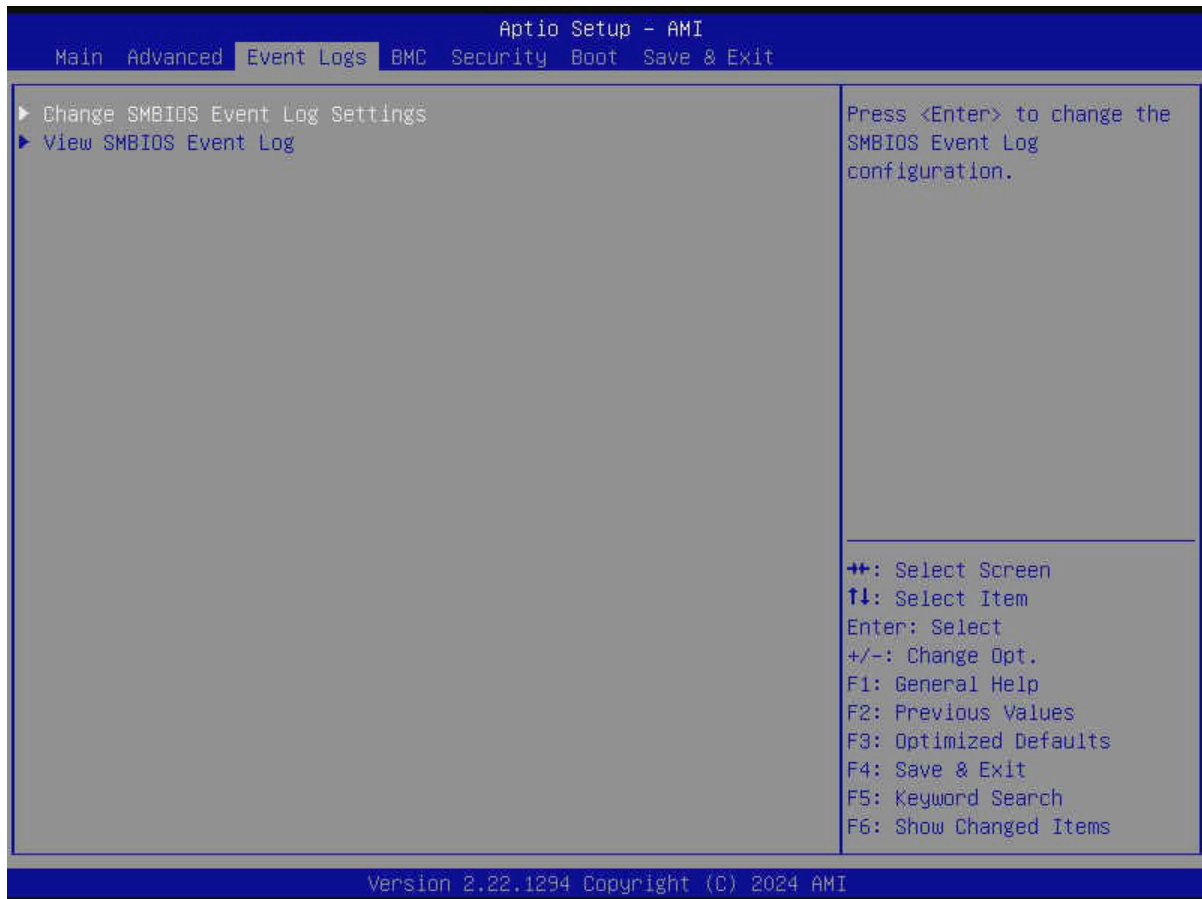 Aptio Setup – AMI
Main Advanced Event Logs BMC Security Boot Save & Exit
▶ Change SMBIOS Event Log Settings
▶ View SMBIOS Event Log
Press <Enter> to change the
SMBIOS Event Log
configuration.
→←: Select Screen
↑↓: Select Item
Enter: Select
+/-: Change Opt.
F1: General Help
F2: Previous Values
F3: Optimized Defaults
F4: Save & Exit
F5: Keyword Search
F6: Show Changed Items
Version 2.22.1294 Copyright (C) 2024 AMI